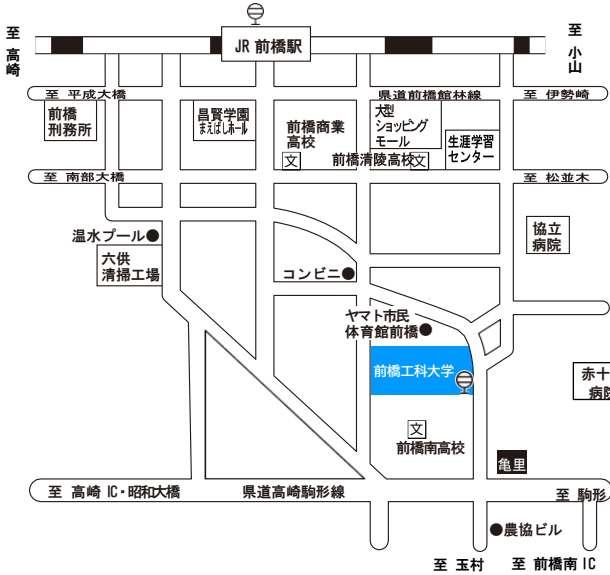 至 高崎
JR 前橋駅
至 小山
至 平成大橋
県道前橋館林線
至 伊勢崎
前橋
刑務所
昌賢学園
まえばしホール
前橋商業
高校
文
大型
ショッピング
モール
前橋清陵高校
文
生涯学習
センター
至 南部大橋
至 松並木
温水プール
六供
清掃工場
コンビニ
協立
病院
ヤマト市民
体育館前橋
前橋工科大学
赤十
病院
文
前橋南高校
亀里
至 高崎 IC・昭和大橋
県道高崎駒形線
至 駒形
農協ビル
至 玉村
至 前橋南 IC